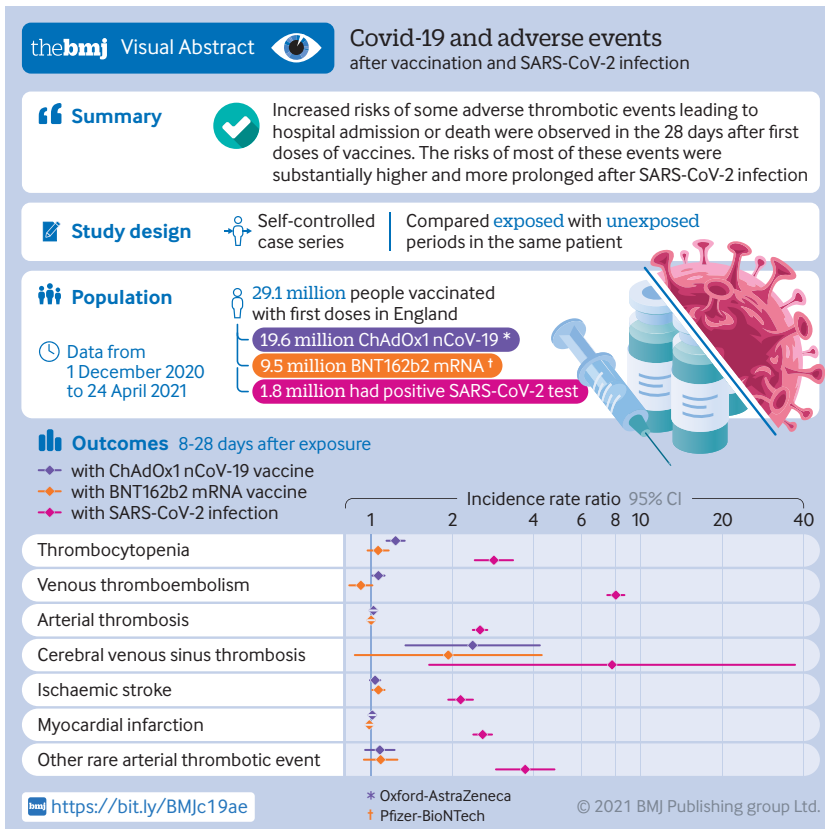 thebmj Visual Abstract
Covid-19 and adverse events
after vaccination and SARS-CoV-2 infection
Summary
Increased risks of some adverse thrombotic events leading to
hospital admission or death were observed in the 28 days after first
doses of vaccines. The risks of most of these events were
substantially higher and more prolonged after SARS-CoV-2 infection
Study design
Self-controlled
case series
Compared exposed with unexposed
periods in the same patient
Population
Data from
1 December 2020
to 24 April 2021
29.1 million people vaccinated
with first doses in England
19.6 million ChAdOx1 nCoV-19 *
9.5 million BNT162b2 mRNA †
1.8 million had positive SARS-CoV-2 test
Outcomes 8-28 days after exposure
with ChAdOx1 nCoV-19 vaccine
with BNT162b2 mRNA vaccine
with SARS-CoV-2 infection
Incidence rate ratio 95% CI
1 2 4 6 8 10 20 40
Thrombocytopenia
Venous thromboembolism
Arterial thrombosis
Cerebral venous sinus thrombosis
Ischaemic stroke
Myocardial infarction
Other rare arterial thrombotic event
bmj https://bit.ly/BMJc19ae
* Oxford-AstraZeneca
† Pfizer-BioNTech
© 2021 BMJ Publishing group Ltd.